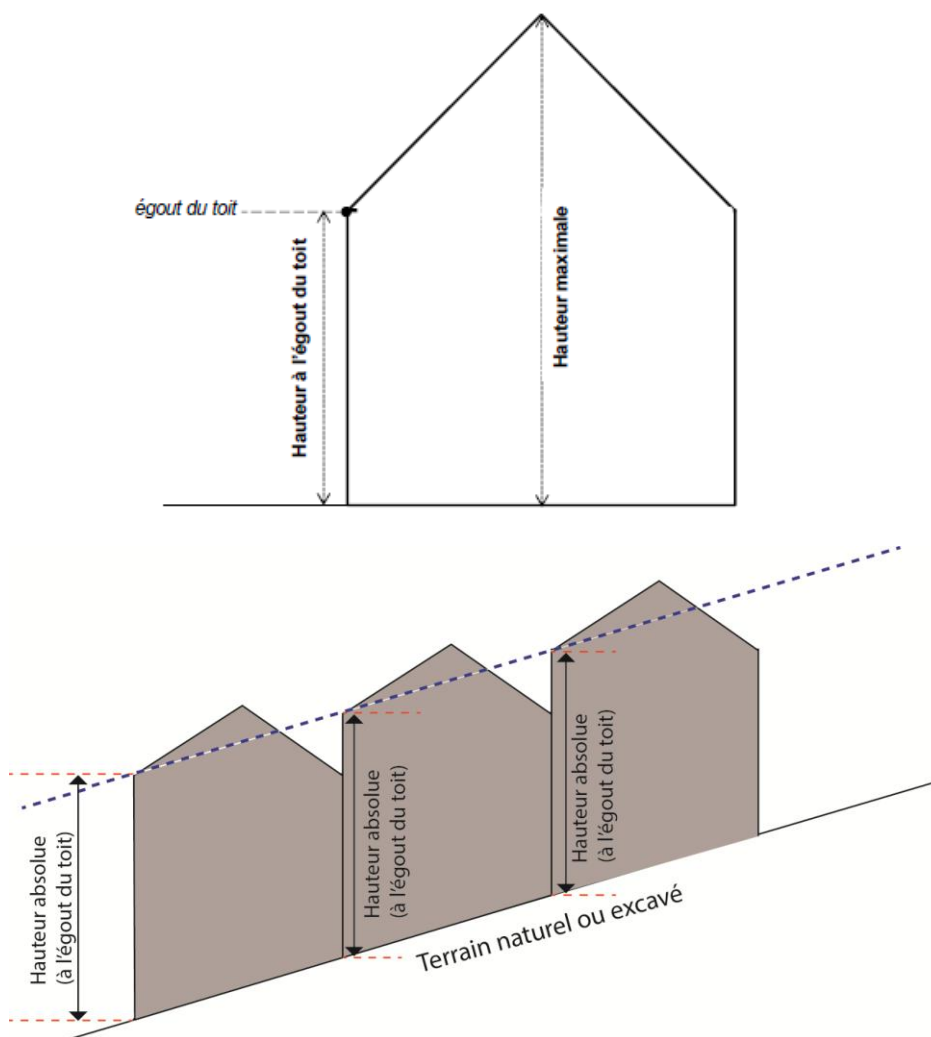 égout du toit
Hauteur à l'égout du toit
Hauteur maximale
Hauteur absolue
(à l'égout du toit)
Hauteur absolue
(à l'égout du toit)
Hauteur absolue
(à l'égout du toit)
Terrain naturel ou excavé